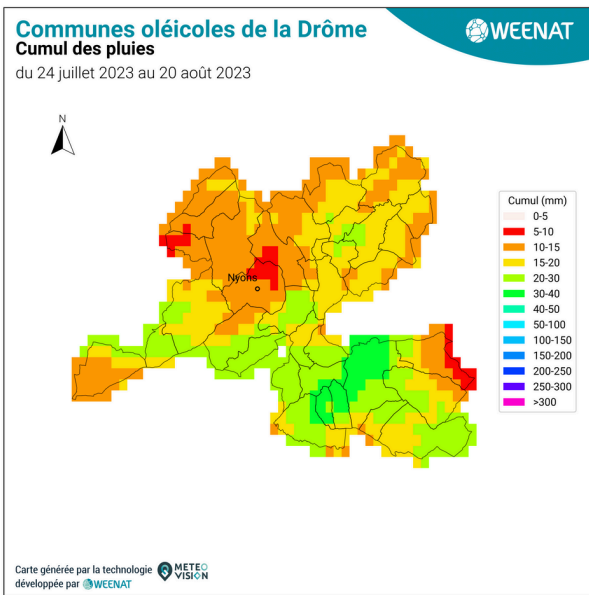 Communes oléicoles de la Drôme
Cumul des pluies
du 24 juillet 2023 au 20 août 2023
WEENAT
N
Nyons
Cumul (mm)
0-5
5-10
10-15
15-20
20-30
30-40
40-50
50-100
100-150
150-200
200-250
250-300
>300
Carte générée par la technologie METEO VISION
développée par WEENAT